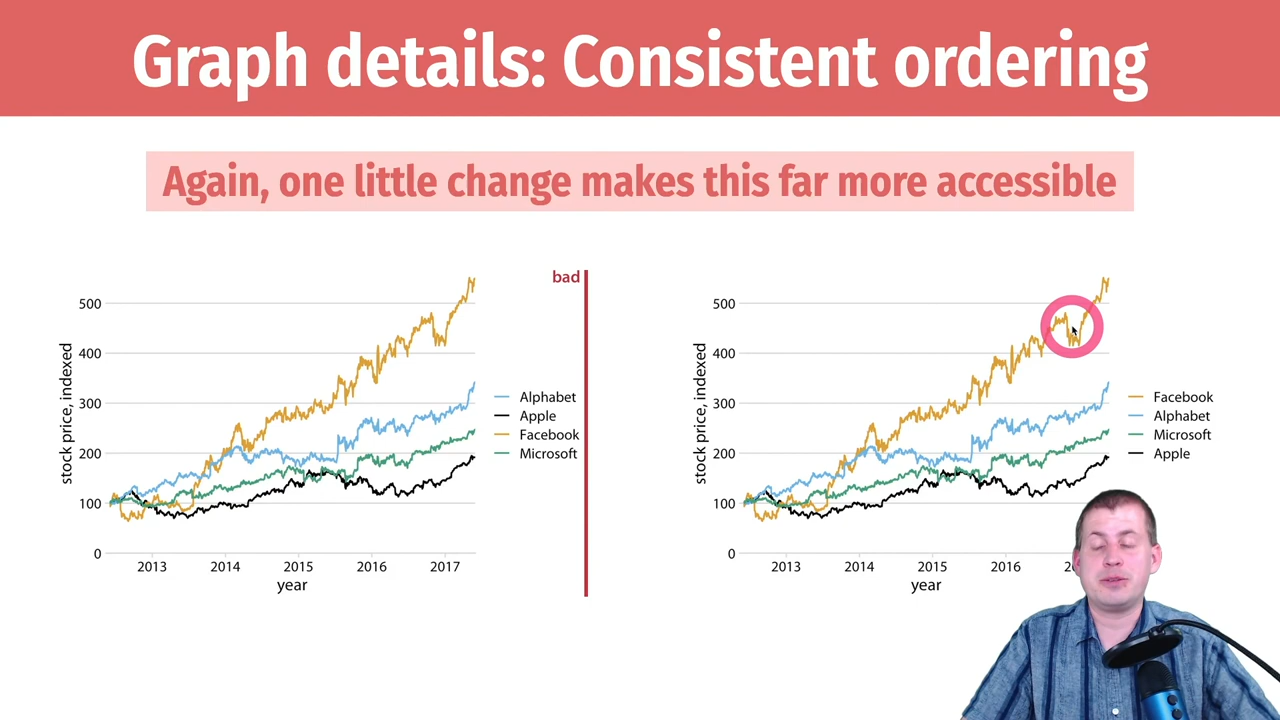 Graph details: Consistent ordering
Again, one little change makes this far more accessible
bad
500
400
300
200
100
0
stock price, indexed
2013
2014
2015
2016
2017
year
Alphabet
Apple
Facebook
Microsoft
500
400
300
200
100
0
stock price, indexed
2013
2014
2015
2016
year
Facebook
Alphabet
Microsoft
Apple